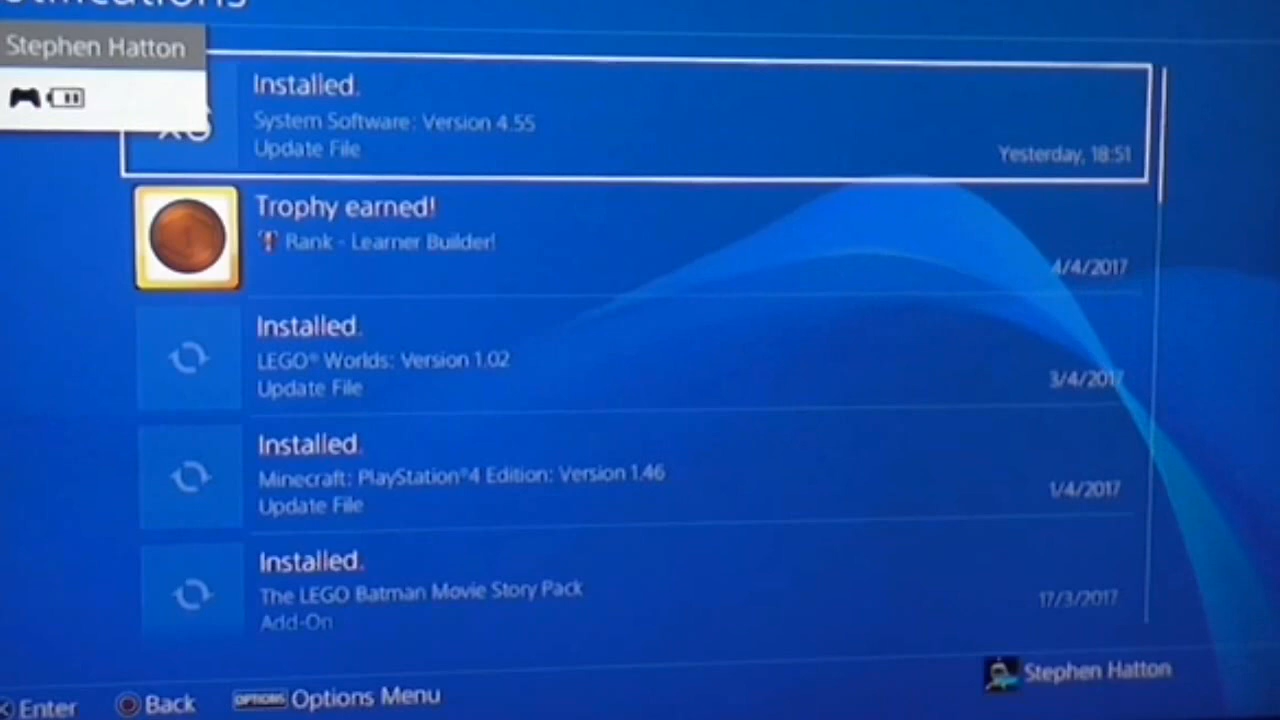 Stephen Hatton
Installed.
System Software: Version 4.55
Update File
Yesterday, 18:51
Trophy earned!
Rank - Learner Builder!
4/4/2017
Installed.
LEGO® Worlds: Version 1.02
Update File
3/4/2017
Installed.
Minecraft: PlayStation®4 Edition: Version 1.46
Update File
1/4/2017
Installed.
The LEGO Batman Movie Story Pack
Add-On
17/3/2017
Stephen Hatton
Enter Back OPTIONS Options Menu